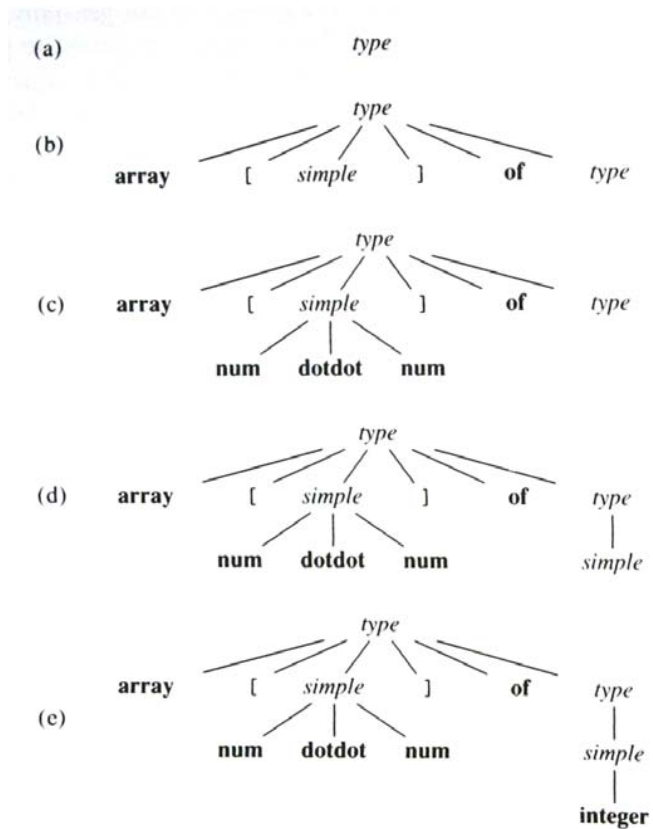 (a) type
type
(b)
array [ simple ] of type
type
(c) array [ simple ] of type
num dotdot num
type
(d) array [ simple ] of type
num dotdot num simple
type
(e) array [ simple ] of type
num dotdot num simple
integer